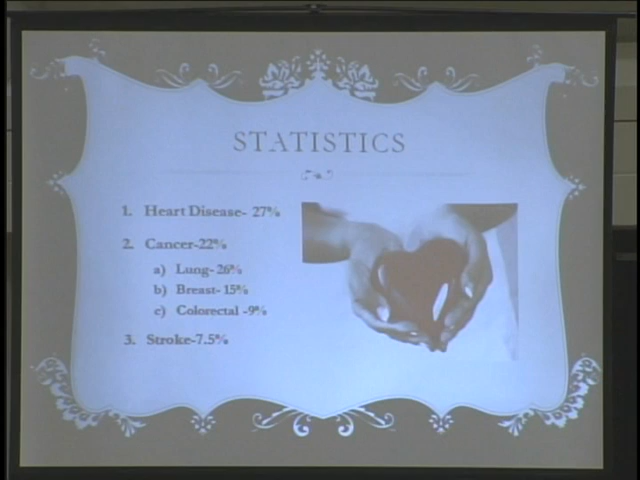 STATISTICS
1. Heart Disease- 27%
2. Cancer-22%
a) Lung- 26%
b) Breast- 15%
c) Colorectal -9%
3. Stroke-7.5%